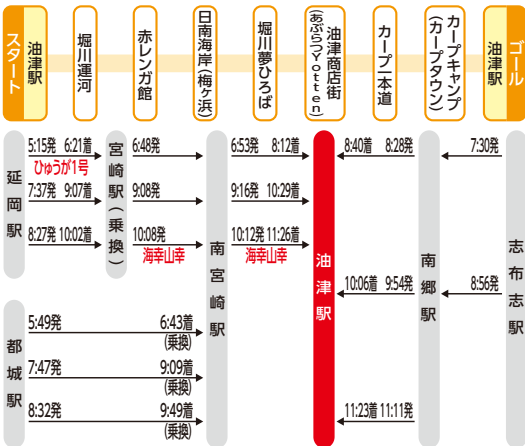 スタート
油津駅
堀川運河
赤レンガ館
日南海岸(梅ヶ浜)
堀川夢ひろば
油津商店街
(あぶらつYotten)
カープ一本道
カープキャンプ
(カープタウン)
油津駅
ゴール
延岡駅
5:15発 6:21着
ひゅうが1号
7:37発 9:07着
8:27発 10:02着
宮崎駅(乗換)
6:48発
9:08発
10:08発
海幸山幸
南宮崎駅
6:53発 8:12着
9:16発 10:29着
10:12発 11:26着
海幸山幸
油津駅
8:40着 8:28発
10:06着 9:54発
11:23着 11:11発
南郷駅
7:30発
8:56発
志布志駅
都城駅
5:49発 6:43着
(乗換)
7:47発 9:09着
(乗換)
8:32発 9:49着
(乗換)